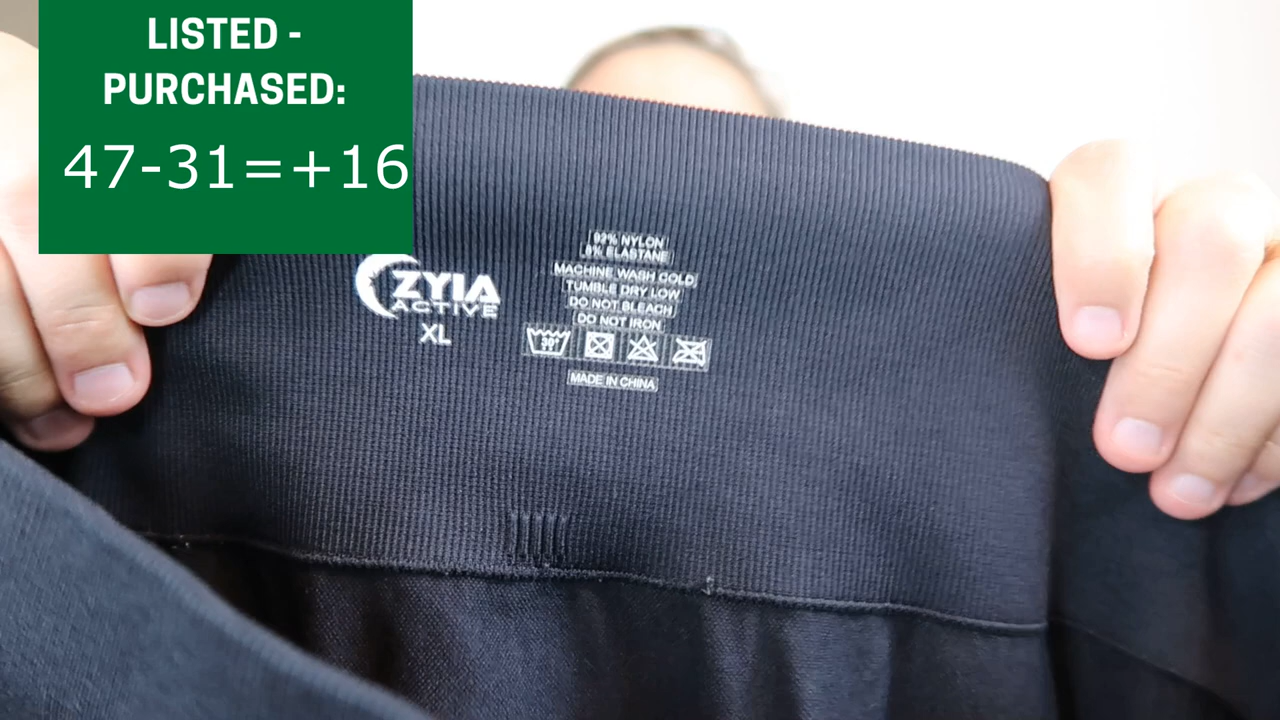 LISTED -
PURCHASED:
47-31=+16
ZYIA
ACTIVE
XL
92% NYLON
8% ELASTANE
MACHINE WASH COLD
TUMBLE DRY LOW
DO NOT BLEACH
DO NOT IRON
30°
MADE IN CHINA